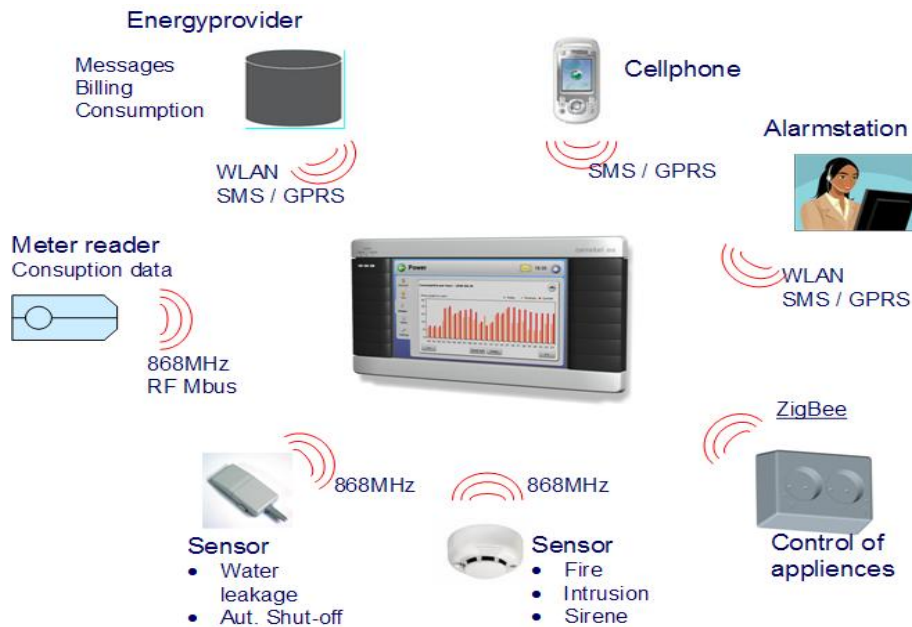 Energyprovider
Messages
Billing
Consumption
WLAN
SMS / GPRS
Cellphone
SMS / GPRS
Alarmstation
WLAN
SMS / GPRS
Meter reader
Consuption data
868MHz
RF Mbus
Power
ZigBee
Control of
appliences
868MHz
Sensor
• Water
leakage
• Aut. Shut-off
868MHz
Sensor
• Fire
• Intrusion
• Sirene